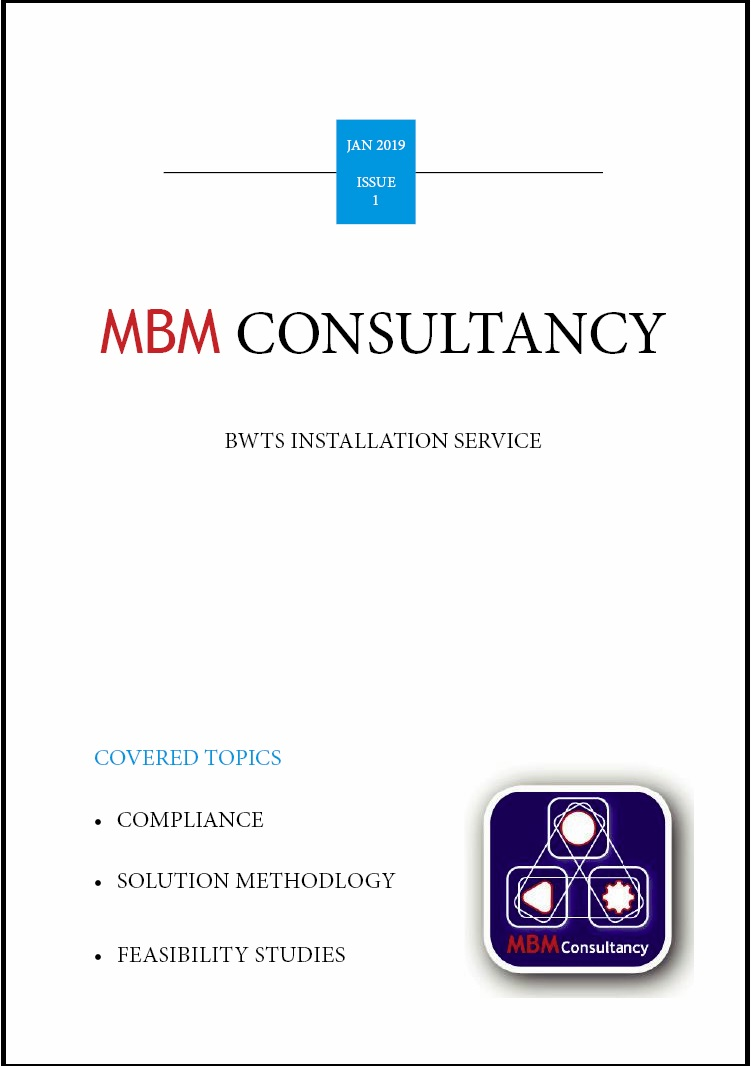 JAN 2019
ISSUE
1
MBM CONSULTANCY
BWTS INSTALLATION SERVICE
COVERED TOPICS
• COMPLIANCE
• SOLUTION METHODLOGY
• FEASIBILITY STUDIES
MBM Consultancy